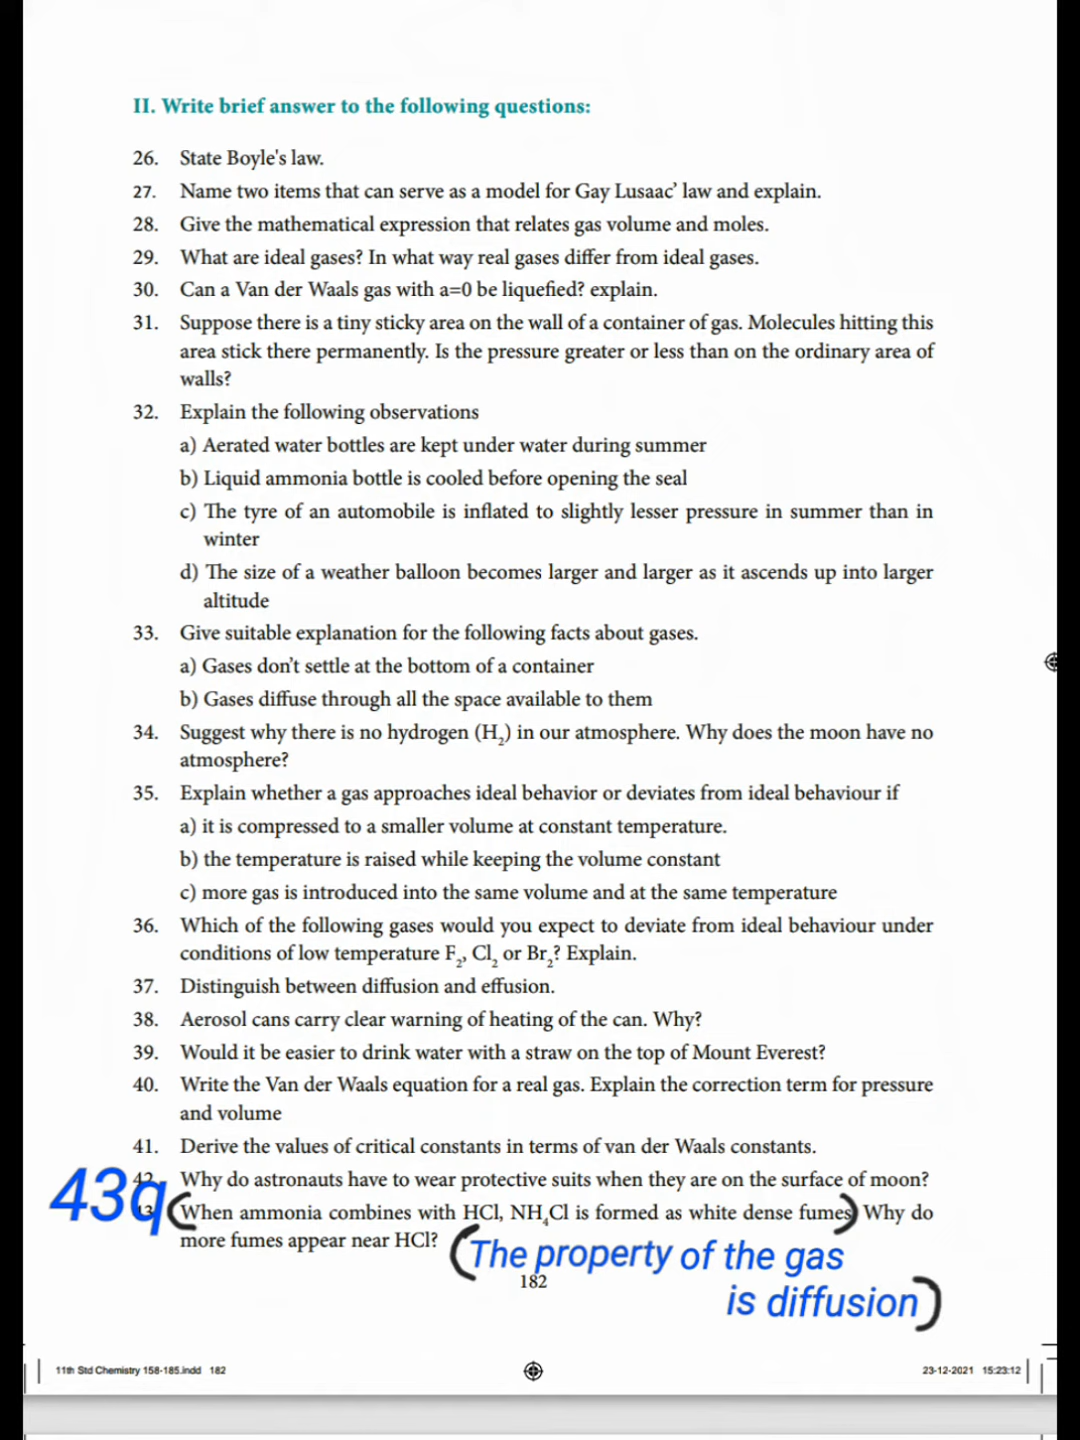 II. Write brief answer to the following questions:
26. State Boyle's law.
27. Name two items that can serve as a model for Gay Lusaac’ law and explain.
28. Give the mathematical expression that relates gas volume and moles.
29. What are ideal gases? In what way real gases differ from ideal gases.
30. Can a Van der Waals gas with a=0 be liquefied? explain.
31. Suppose there is a tiny sticky area on the wall of a container of gas. Molecules hitting this
area stick there permanently. Is the pressure greater or less than on the ordinary area of
walls?
32. Explain the following observations
a) Aerated water bottles are kept under water during summer
b) Liquid ammonia bottle is cooled before opening the seal
c) The tyre of an automobile is inflated to slightly lesser pressure in summer than in
winter
d) The size of a weather balloon becomes larger and larger as it ascends up into larger
altitude
33. Give suitable explanation for the following facts about gases.
a) Gases don’t settle at the bottom of a container
b) Gases diffuse through all the space available to them
34. Suggest why there is no hydrogen (H₂) in our atmosphere. Why does the moon have no
atmosphere?
35. Explain whether a gas approaches ideal behavior or deviates from ideal behaviour if
a) it is compressed to a smaller volume at constant temperature.
b) the temperature is raised while keeping the volume constant
c) more gas is introduced into the same volume and at the same temperature
36. Which of the following gases would you expect to deviate from ideal behaviour under
conditions of low temperature F₂, Cl₂ or Br₂? Explain.
37. Distinguish between diffusion and effusion.
38. Aerosol cans carry clear warning of heating of the can. Why?
39. Would it be easier to drink water with a straw on the top of Mount Everest?
40. Write the Van der Waals equation for a real gas. Explain the correction term for pressure
and volume
41. Derive the values of critical constants in terms of van der Waals constants.
42. Why do astronauts have to wear protective suits when they are on the surface of moon?
43q (When ammonia combines with HCl, NH₄Cl is formed as white dense fumes) Why do
more fumes appear near HCl? (The property of the gas
182
is diffusion)
11th Std Chemistry 158-185.indd 182
23-12-2021 15:23:12